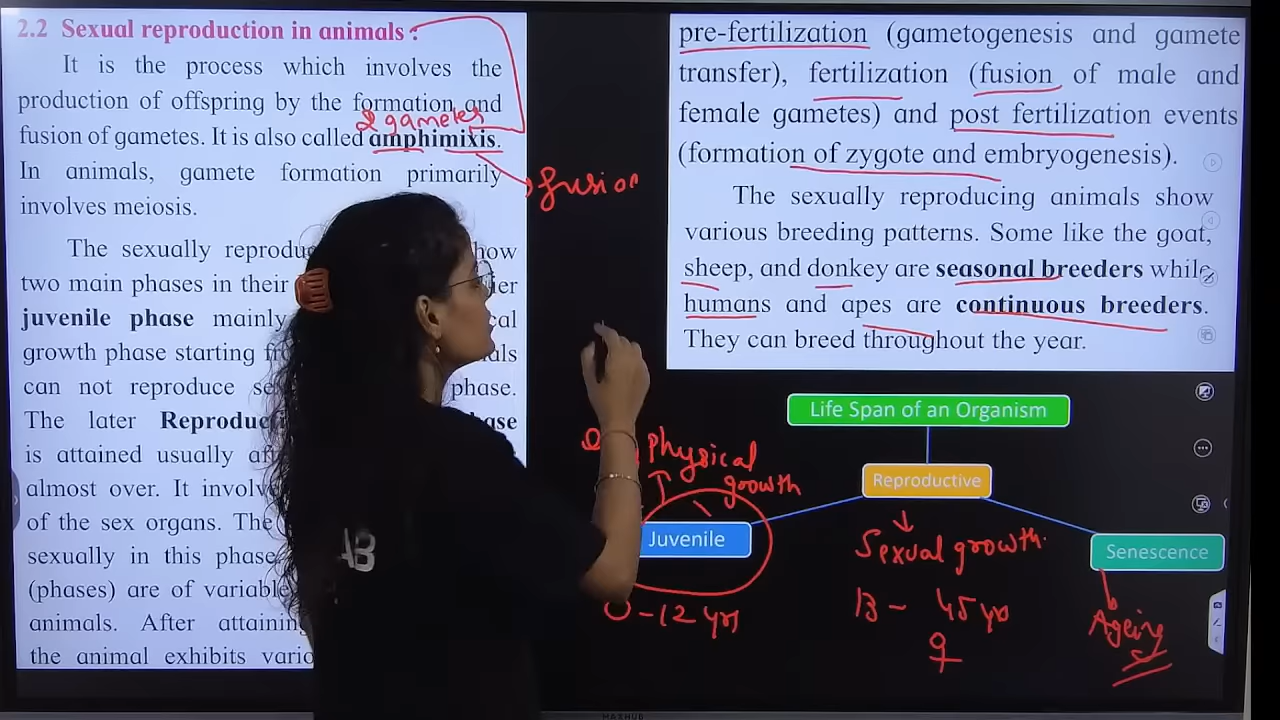 2.2 Sexual reproduction in animals :
It is the process which involves the
production of offspring by the formation and
2 gametes
fusion of gametes. It is also called amphimixis.
fusion
In animals, gamete formation primarily
involves meiosis.
The sexually show
two main phases in their
juvenile phase mainly
growth phase starting
can not reproduce phase.
The later
is attained usually
almost over. It
of the sex organs. The
sexually in this phase
(phases) are of variable
animals. After
the animal exhibits
pre-fertilization (gametogenesis and gamete
transfer), fertilization (fusion of male and
female gametes) and post fertilization events
(formation of zygote and embryogenesis).
The sexually reproducing animals show
various breeding patterns. Some like the goat,
sheep, and donkey are seasonal breeders while
humans and apes are continuous breeders.
They can breed throughout the year.
Life Span of an Organism
Reproductive
Juvenile
Senescence
physical
growth
0-12 yrs
Sexual growth
13 - 45 yrs
♀
Ageing
AB
MAXHUB